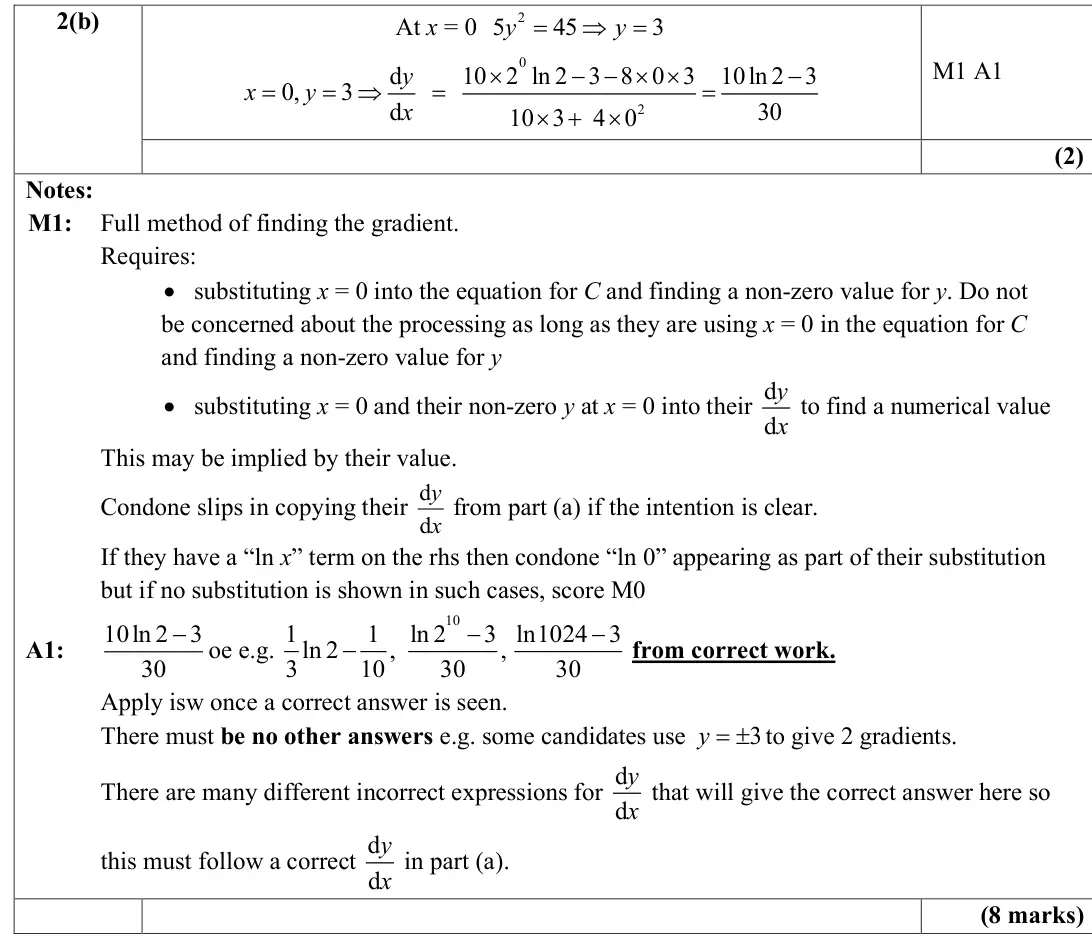 2(b)
At x = 0 5y² = 45 ⇒ y = 3
x = 0, y = 3 ⇒ dy/dx = (10 × 2⁰ ln 2 − 3 − 8 × 0 × 3)/(10 × 3 + 4 × 0²) = (10 ln 2 − 3)/30
M1 A1
(2)
Notes:
M1: Full method of finding the gradient.
Requires:
• substituting x = 0 into the equation for C and finding a non-zero value for y. Do not
be concerned about the processing as long as they are using x = 0 in the equation for C
and finding a non-zero value for y
• substituting x = 0 and their non-zero y at x = 0 into their dy/dx to find a numerical value
This may be implied by their value.
Condone slips in copying their dy/dx from part (a) if the intention is clear.
If they have a “ln x” term on the rhs then condone “ln 0” appearing as part of their substitution
but if no substitution is shown in such cases, score M0
A1: (10 ln 2 − 3)/30 oe e.g. 1/3 ln 2 − 1/10, (ln 2¹⁰ − 3)/30, (ln 1024 − 3)/30 from correct work.
Apply isw once a correct answer is seen.
There must be no other answers e.g. some candidates use y = ±3 to give 2 gradients.
There are many different incorrect expressions for dy/dx that will give the correct answer here so
this must follow a correct dy/dx in part (a).
(8 marks)